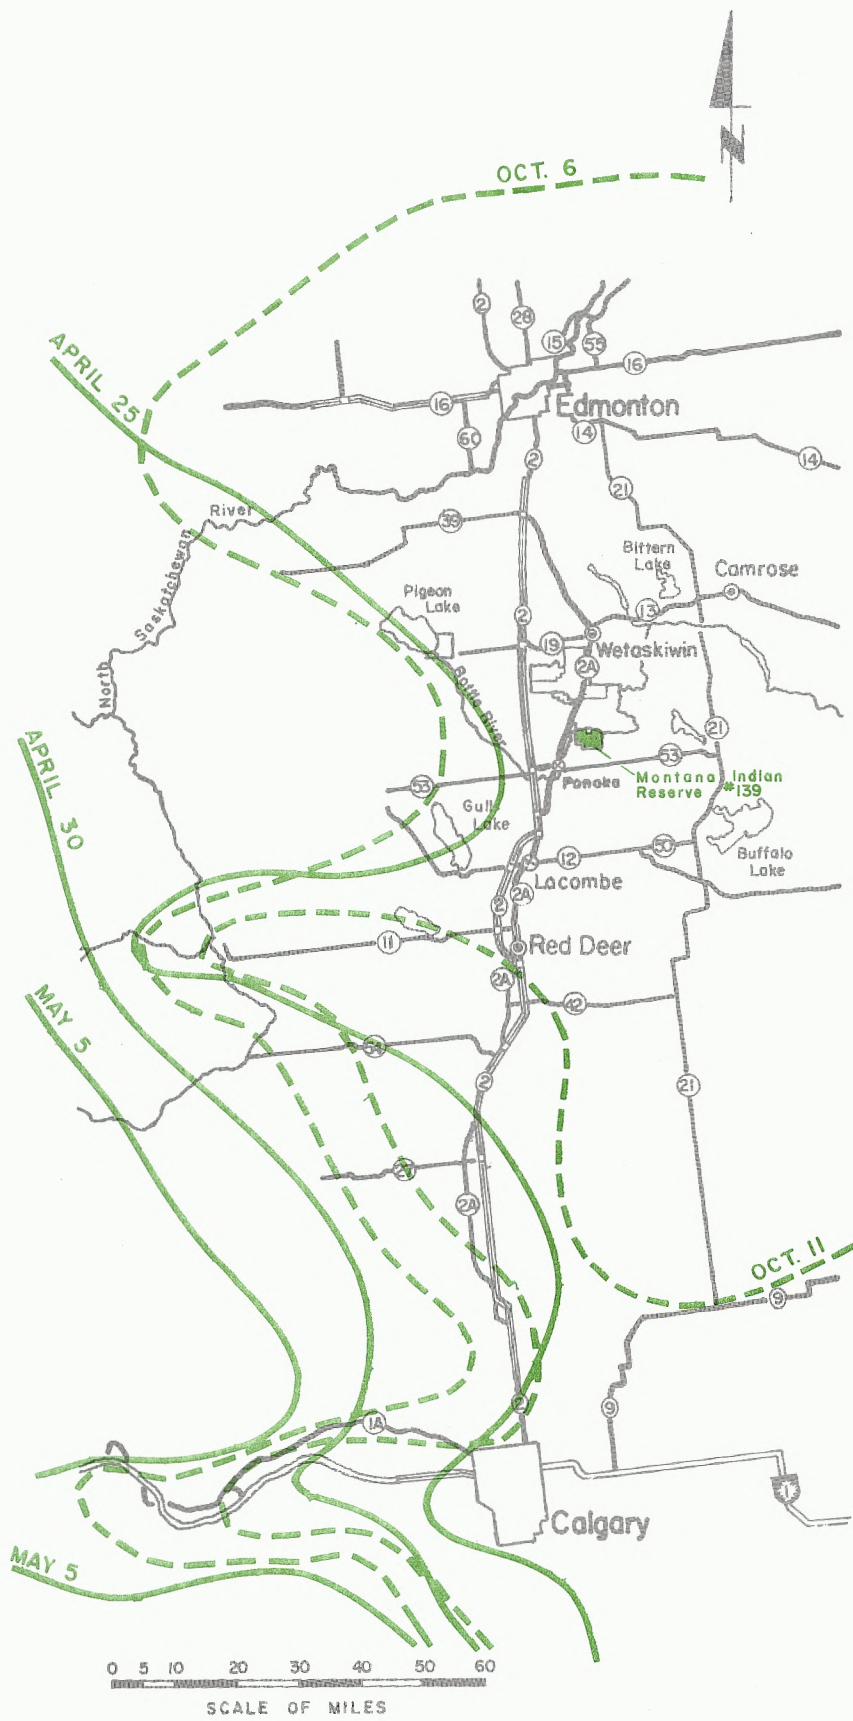 N
OCT. 6
APRIL 25
2
28
15
55
16
16
Edmonton
60
14
14
2
21
River
39
Bittern
Lake
Camrose
Saskatchewan
Pigeon
Lake
13
2
19
Wetaskiwin
2A
North
Battle River
21
53
APRIL 30
Ponoka
Montana Indian
Reserve #139
53
Gull
Lake
50
12
Buffalo
Lake
Lacombe
2A
2
11
Red Deer
2A
MAY 5
42
54
2
21
2A
OCT. 11
9
2
1A
9
1
Calgary
MAY 5
0 5 10 20 30 40 50 60
SCALE OF MILES